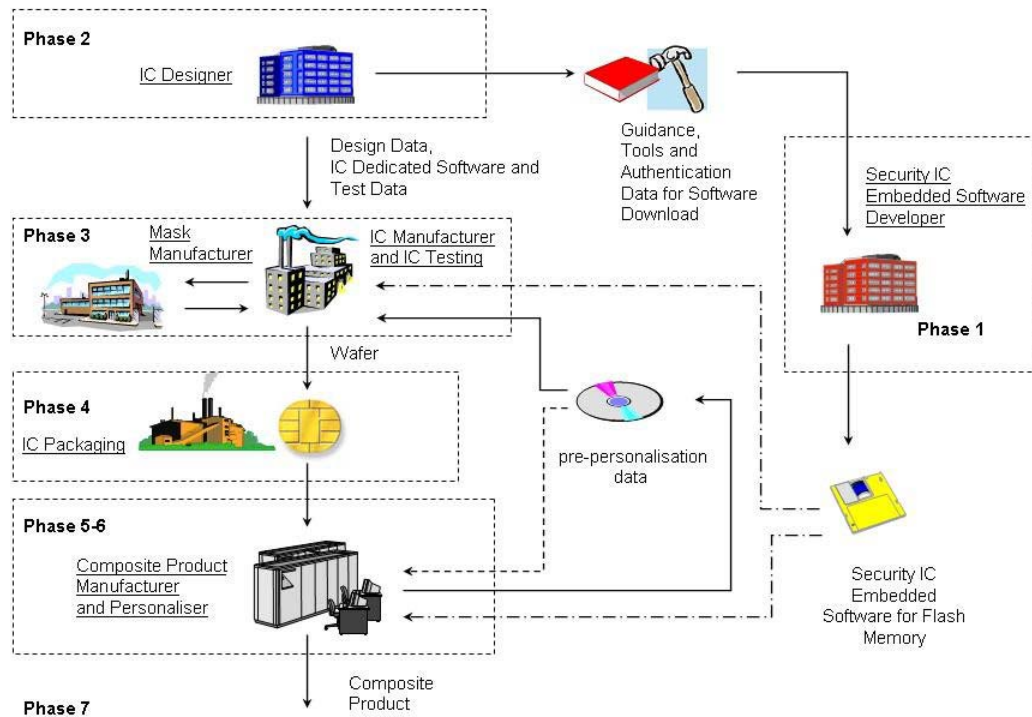 Phase 2
IC Designer
Guidance,
Tools and
Authentication
Data for Software
Download
Design Data,
IC Dedicated Software and
Test Data
Security IC
Embedded Software
Developer
Phase 1
Phase 3
Mask
Manufacturer
IC Manufacturer
and IC Testing
Wafer
Phase 4
IC Packaging
pre-personalisation
data
Phase 5-6
Composite Product
Manufacturer
and Personaliser
Security IC
Embedded
Software for Flash
Memory
Composite
Product
Phase 7